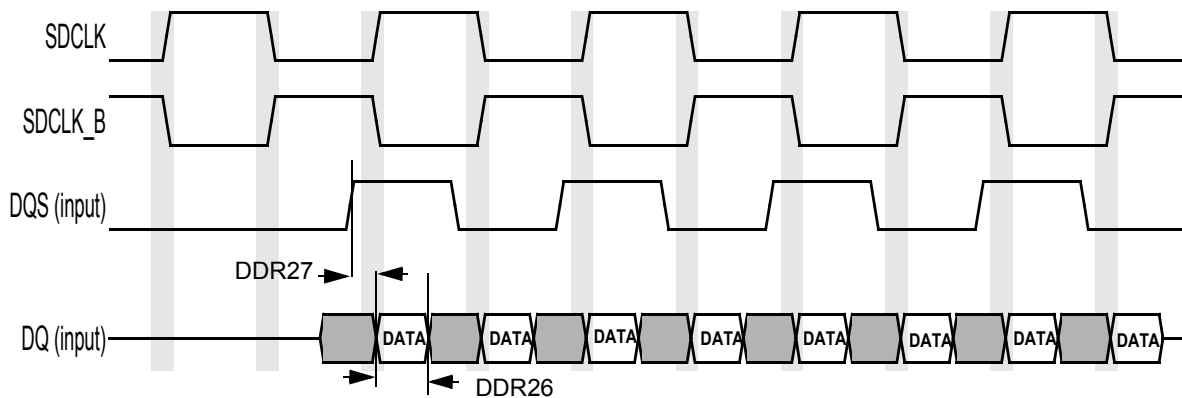 SDCLK
SDCLK_B
DQS (input)
DDR27
DQ (input) DATA DATA DATA DATA DATA DATA DATA DATA
DDR26